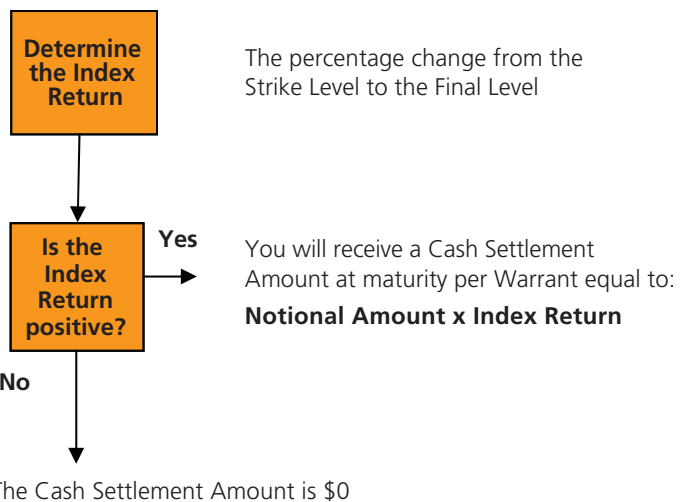 Determine
the Index
Return
The percentage change from the
Strike Level to the Final Level
Is the
Index
Return
positive?
Yes
You will receive a Cash Settlement
Amount at maturity per Warrant equal to:
Notional Amount x Index Return
No
The Cash Settlement Amount is $0